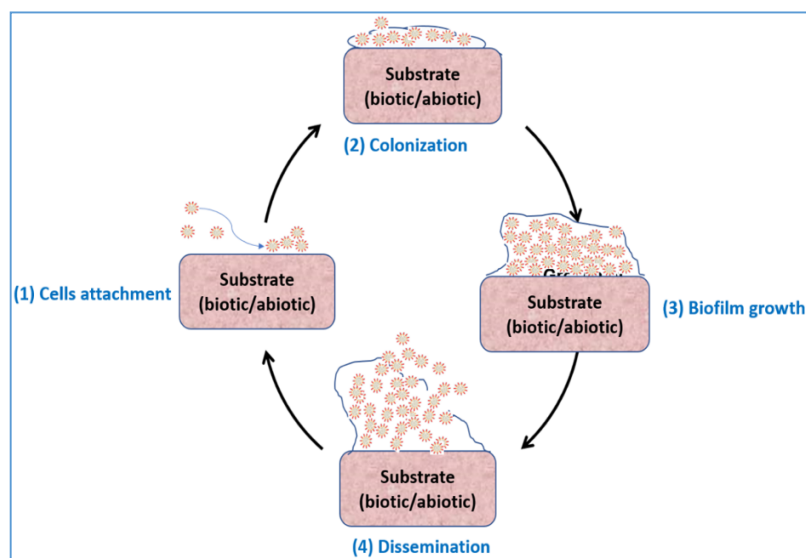 Substrate
(biotic/abiotic)
(2) Colonization
Substrate
(biotic/abiotic)
(1) Cells attachment
Substrate
(biotic/abiotic)
(3) Biofilm growth
Substrate
(biotic/abiotic)
(4) Dissemination